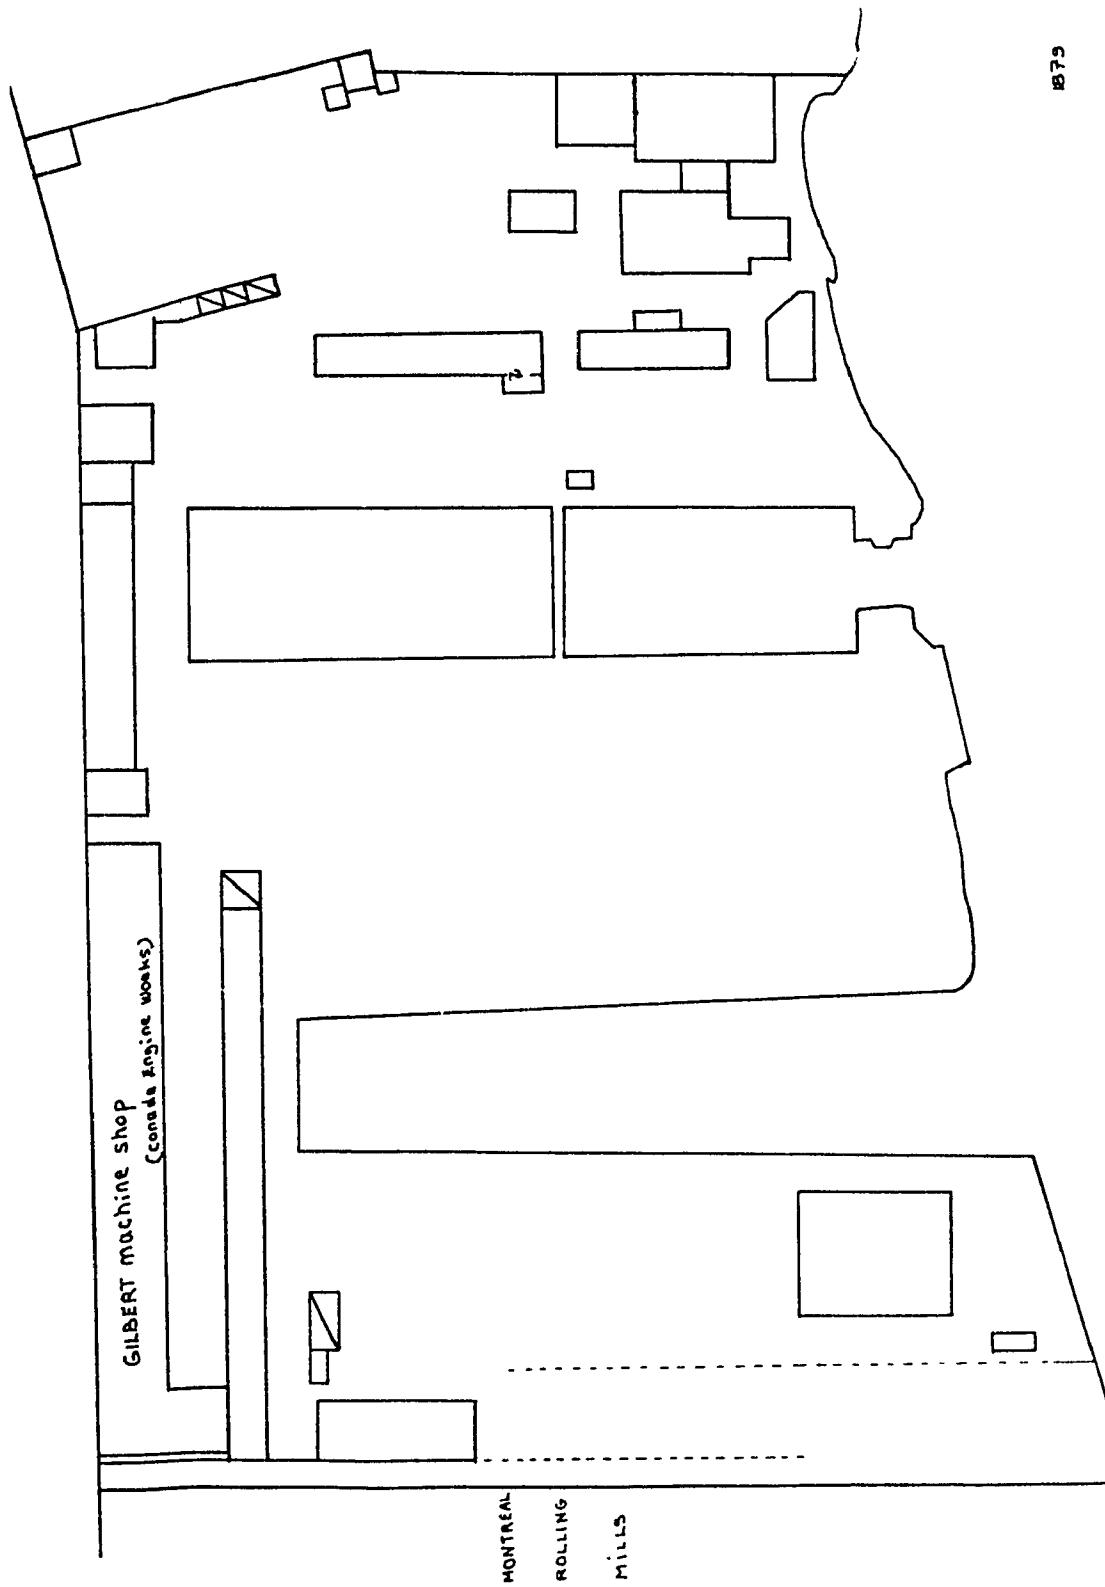 1879
GILBERT machine shop
(canada Engine works)
MONTREAL
ROLLING
MILLS